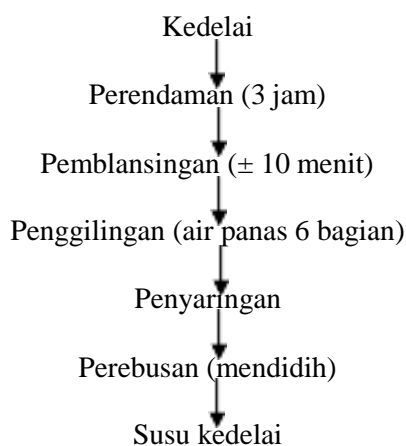 Kedelai
Perendaman (3 jam)
Pemblansingan (± 10 menit)
Penggilingan (air panas 6 bagian)
Penyaringan
Perebusan (mendidih)
Susu kedelai